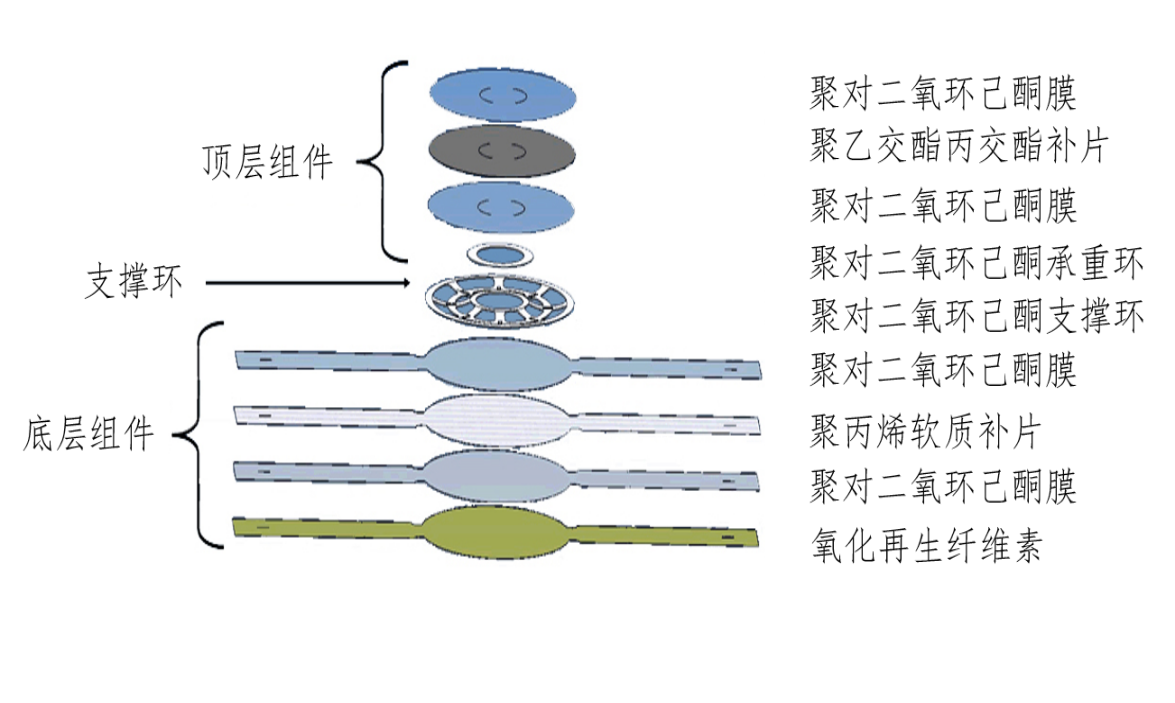 聚对二氧环己酮膜
聚乙交酯丙交酯补片
顶层组件
聚对二氧环己酮膜
聚对二氧环己酮承重环
支撑环
聚对二氧环己酮支撑环
聚对二氧环己酮膜
底层组件
聚丙烯软质补片
聚对二氧环己酮膜
氧化再生纤维素